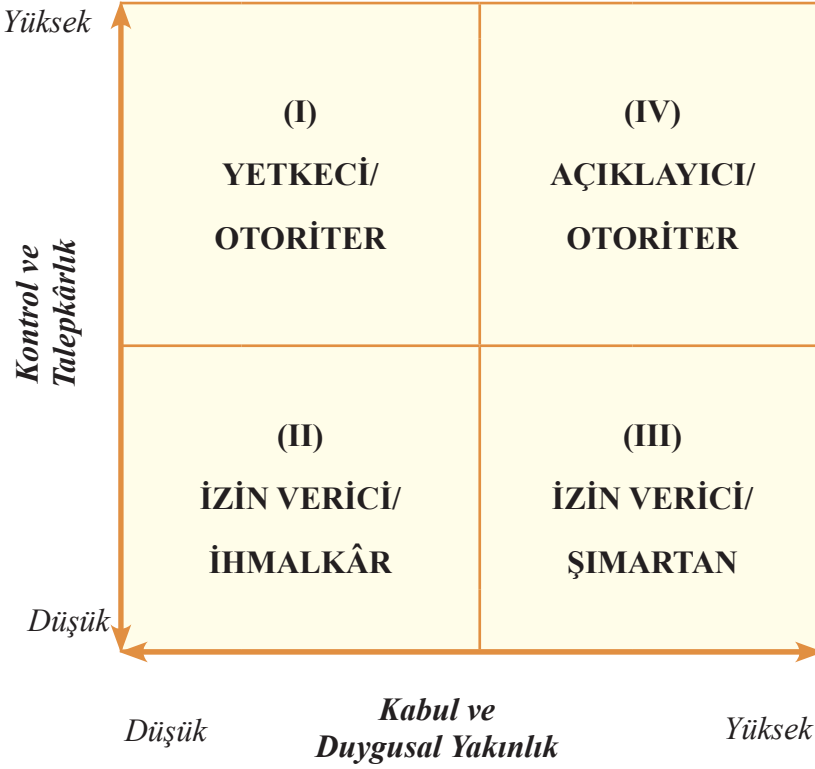 Yüksek
(I)
YETKECİ/
OTORİTER
(IV)
AÇIKLAYICI/
OTORİTER
Kontrol ve
Talepkârlık
(II)
İZİN VERİCİ/
İHMALKÂR
(III)
İZİN VERİCİ/
ŞIMARTAN
Düşük
Düşük
Kabul ve
Duygusal Yakınlık
Yüksek